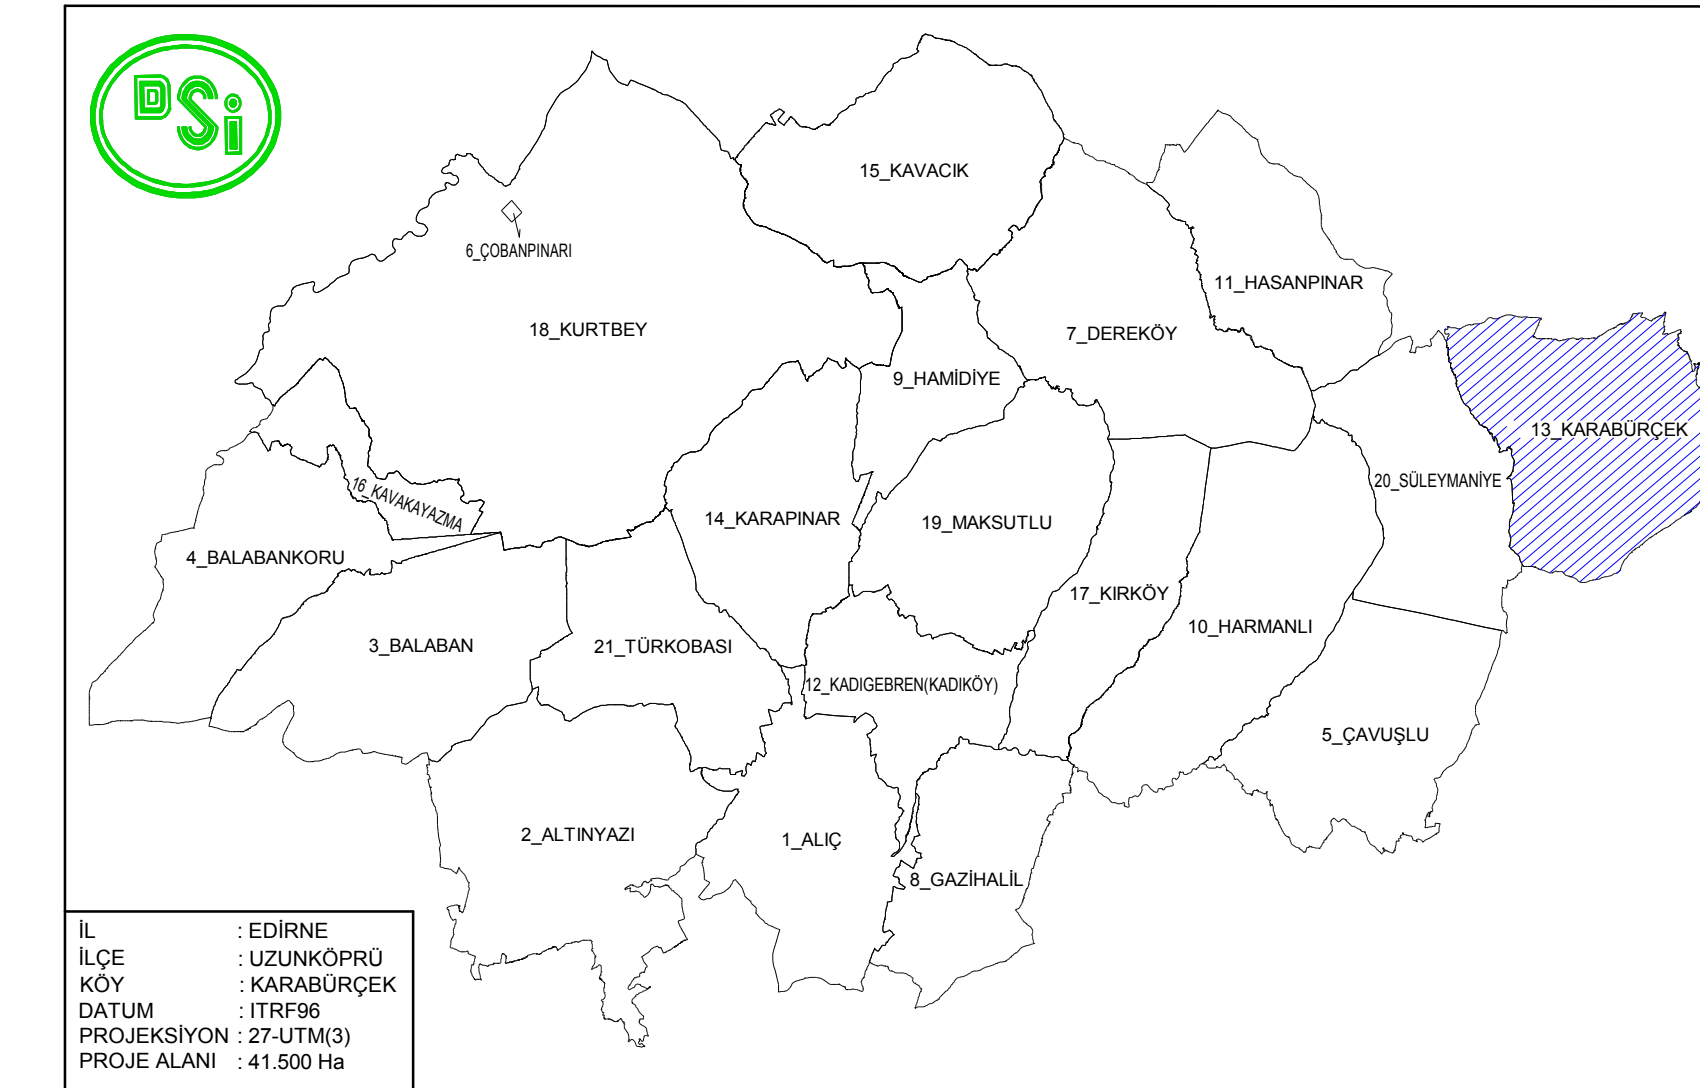 DSi
15_KAVACIK
6_ÇOBANPINARI
11_HASANPINAR
18_KURTBEY
7_DEREKÖY
9_HAMİDİYE
13_KARABÜRÇEK
20_SÜLEYMANİYE
16_KAVAKAYAZMA
14_KARAPINAR
19_MAKSUTLU
4_BALABANKORU
17_KIRKÖY
10_HARMANLI
3_BALABAN
21_TÜRKOBASI
12_KADIGEBREN(KADIKÖY)
5_ÇAVUŞLU
2_ALTINYAZI
1_ALIÇ
8_GAZİHALİL
İL : EDİRNE
İLÇE : UZUNKÖPRÜ
KÖY : KARABÜRÇEK
DATUM : ITRF96
PROJEKSİYON : 27-UTM(3)
PROJE ALANI : 41.500 Ha